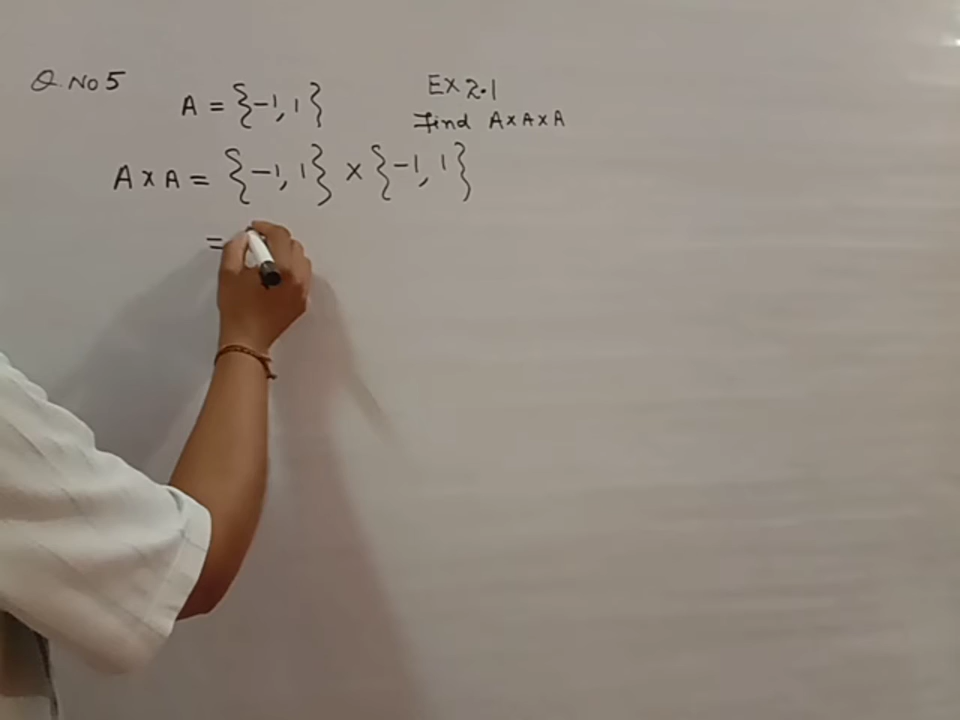 Q. No 5
A = {-1, 1}
Ex 2.1
Find A×A×A
A × A = {-1, 1} × {-1, 1}
=